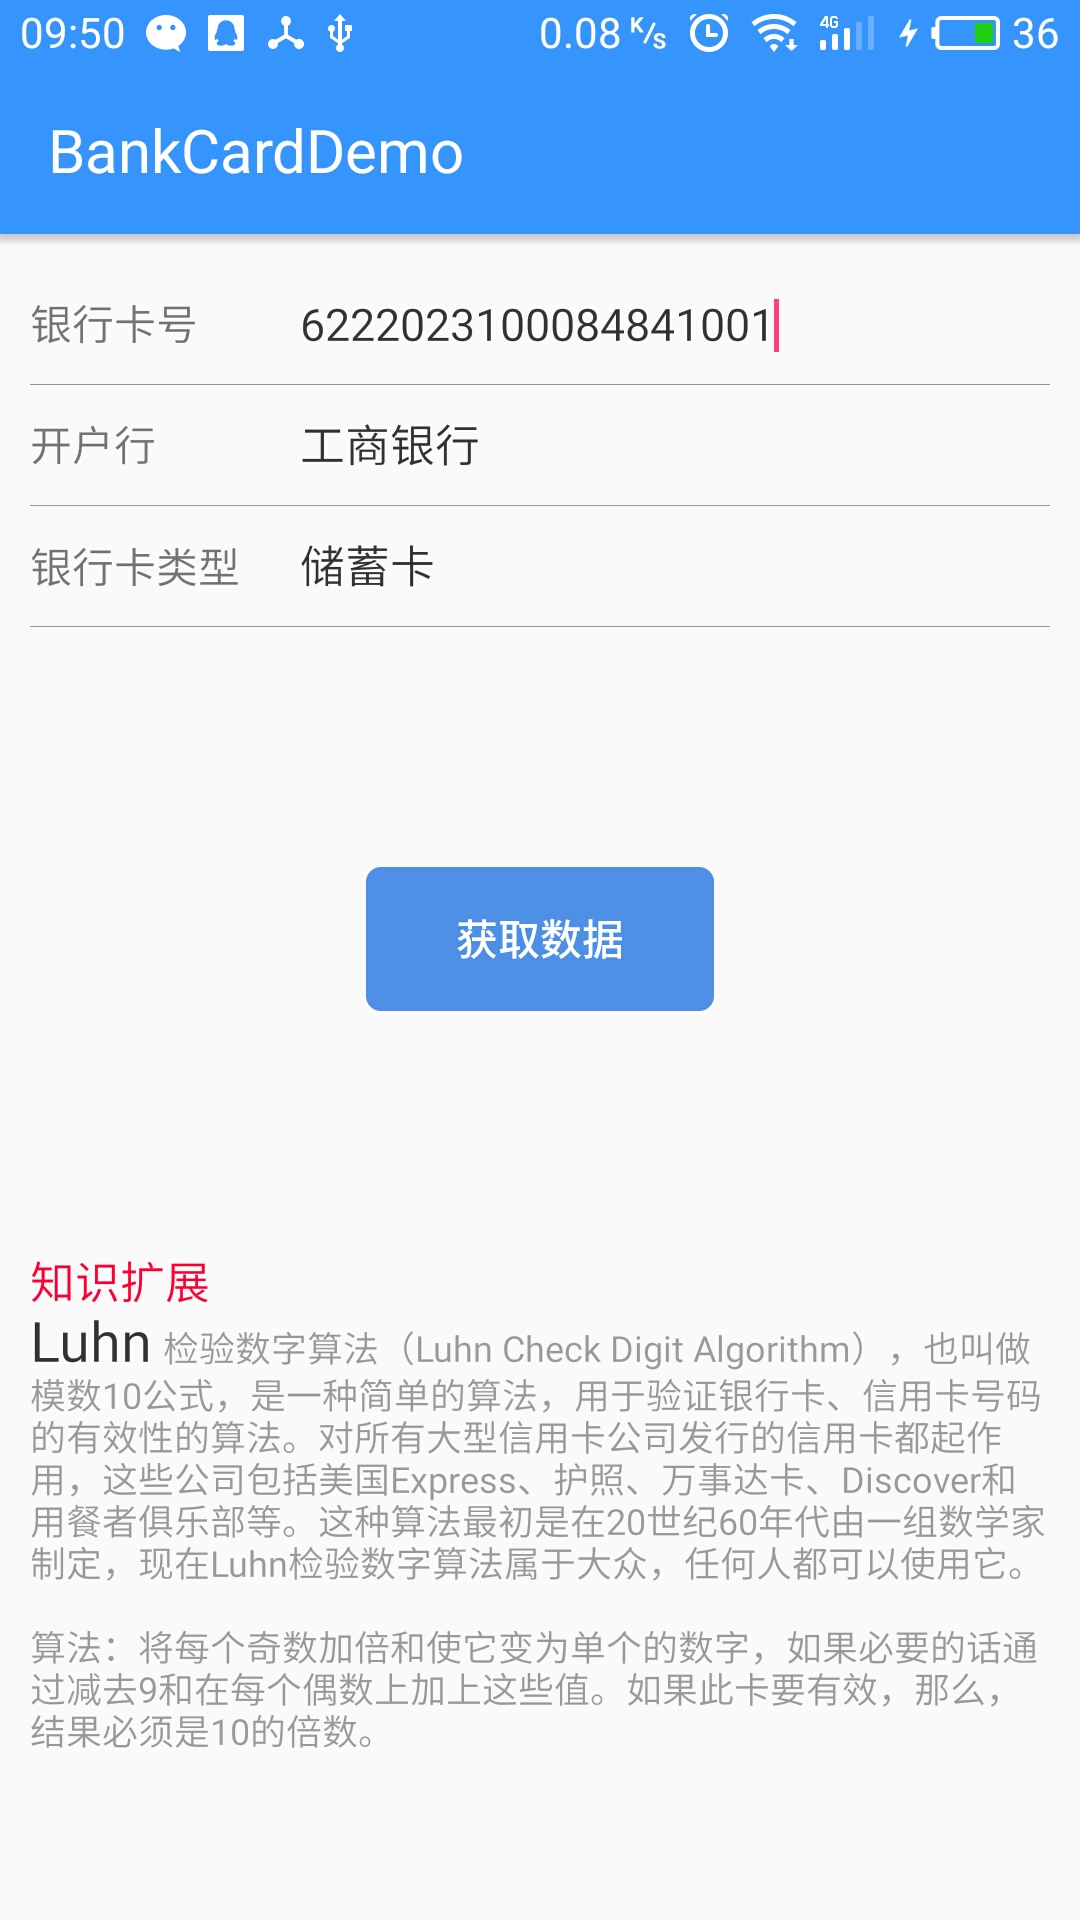 09:50 0.08 K/s 4G 36
BankCardDemo
银行卡号 6222023100084841001
开户行 工商银行
银行卡类型 储蓄卡
获取数据
知识扩展
Luhn 检验数字算法（Luhn Check Digit Algorithm），也叫做
模数10公式，是一种简单的算法，用于验证银行卡、信用卡号码
的有效性的算法。对所有大型信用卡公司发行的信用卡都起作
用，这些公司包括美国Express、护照、万事达卡、Discover和
用餐者俱乐部等。这种算法最初是在20世纪60年代由一组数学家
制定，现在Luhn检验数字算法属于大众，任何人都可以使用它。
算法：将每个奇数加倍和使它变为单个的数字，如果必要的话通
过减去9和在每个偶数上加上这些值。如果此卡要有效，那么，
结果必须是10的倍数。